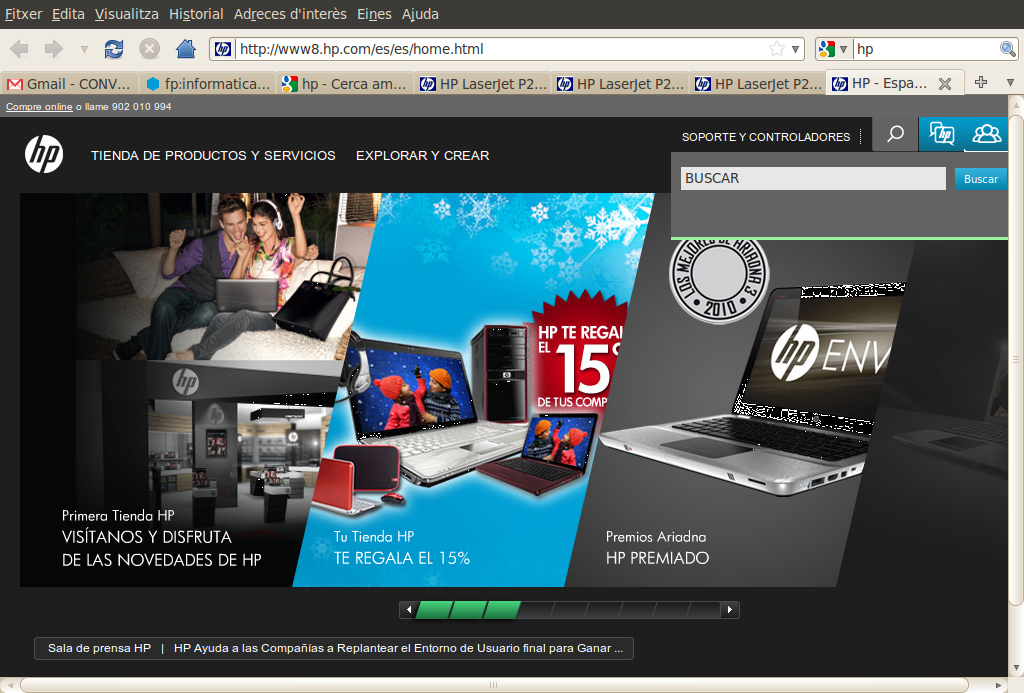 Fitxer Edita Visualitza Historial Adreces d'interès Eines Ajuda
http://www8.hp.com/es/es/home.html
hp
Gmail - CONV...
fp:informatica...
hp - Cerca am...
HP LaserJet P2...
HP LaserJet P2...
HP LaserJet P2...
HP - Espa...
Compre online o llame 902 010 994
hp
TIENDA DE PRODUCTOS Y SERVICIOS
EXPLORAR Y CREAR
SOPORTE Y CONTROLADORES
BUSCAR
Buscar
LOS MEJORES DE ARIADNA 3
2010
HP TE REGAL
EL 15%
DE TUS COMP
hp ENV
hp
Primera Tienda HP
VISÍTANOS Y DISFRUTA
DE LAS NOVEDADES DE HP
Tu Tienda HP
TE REGALA EL 15%
Premios Ariadna
HP PREMIADO
Sala de prensa HP | HP Ayuda a las Compañías a Replantear el Entorno de Usuario final para Ganar ...